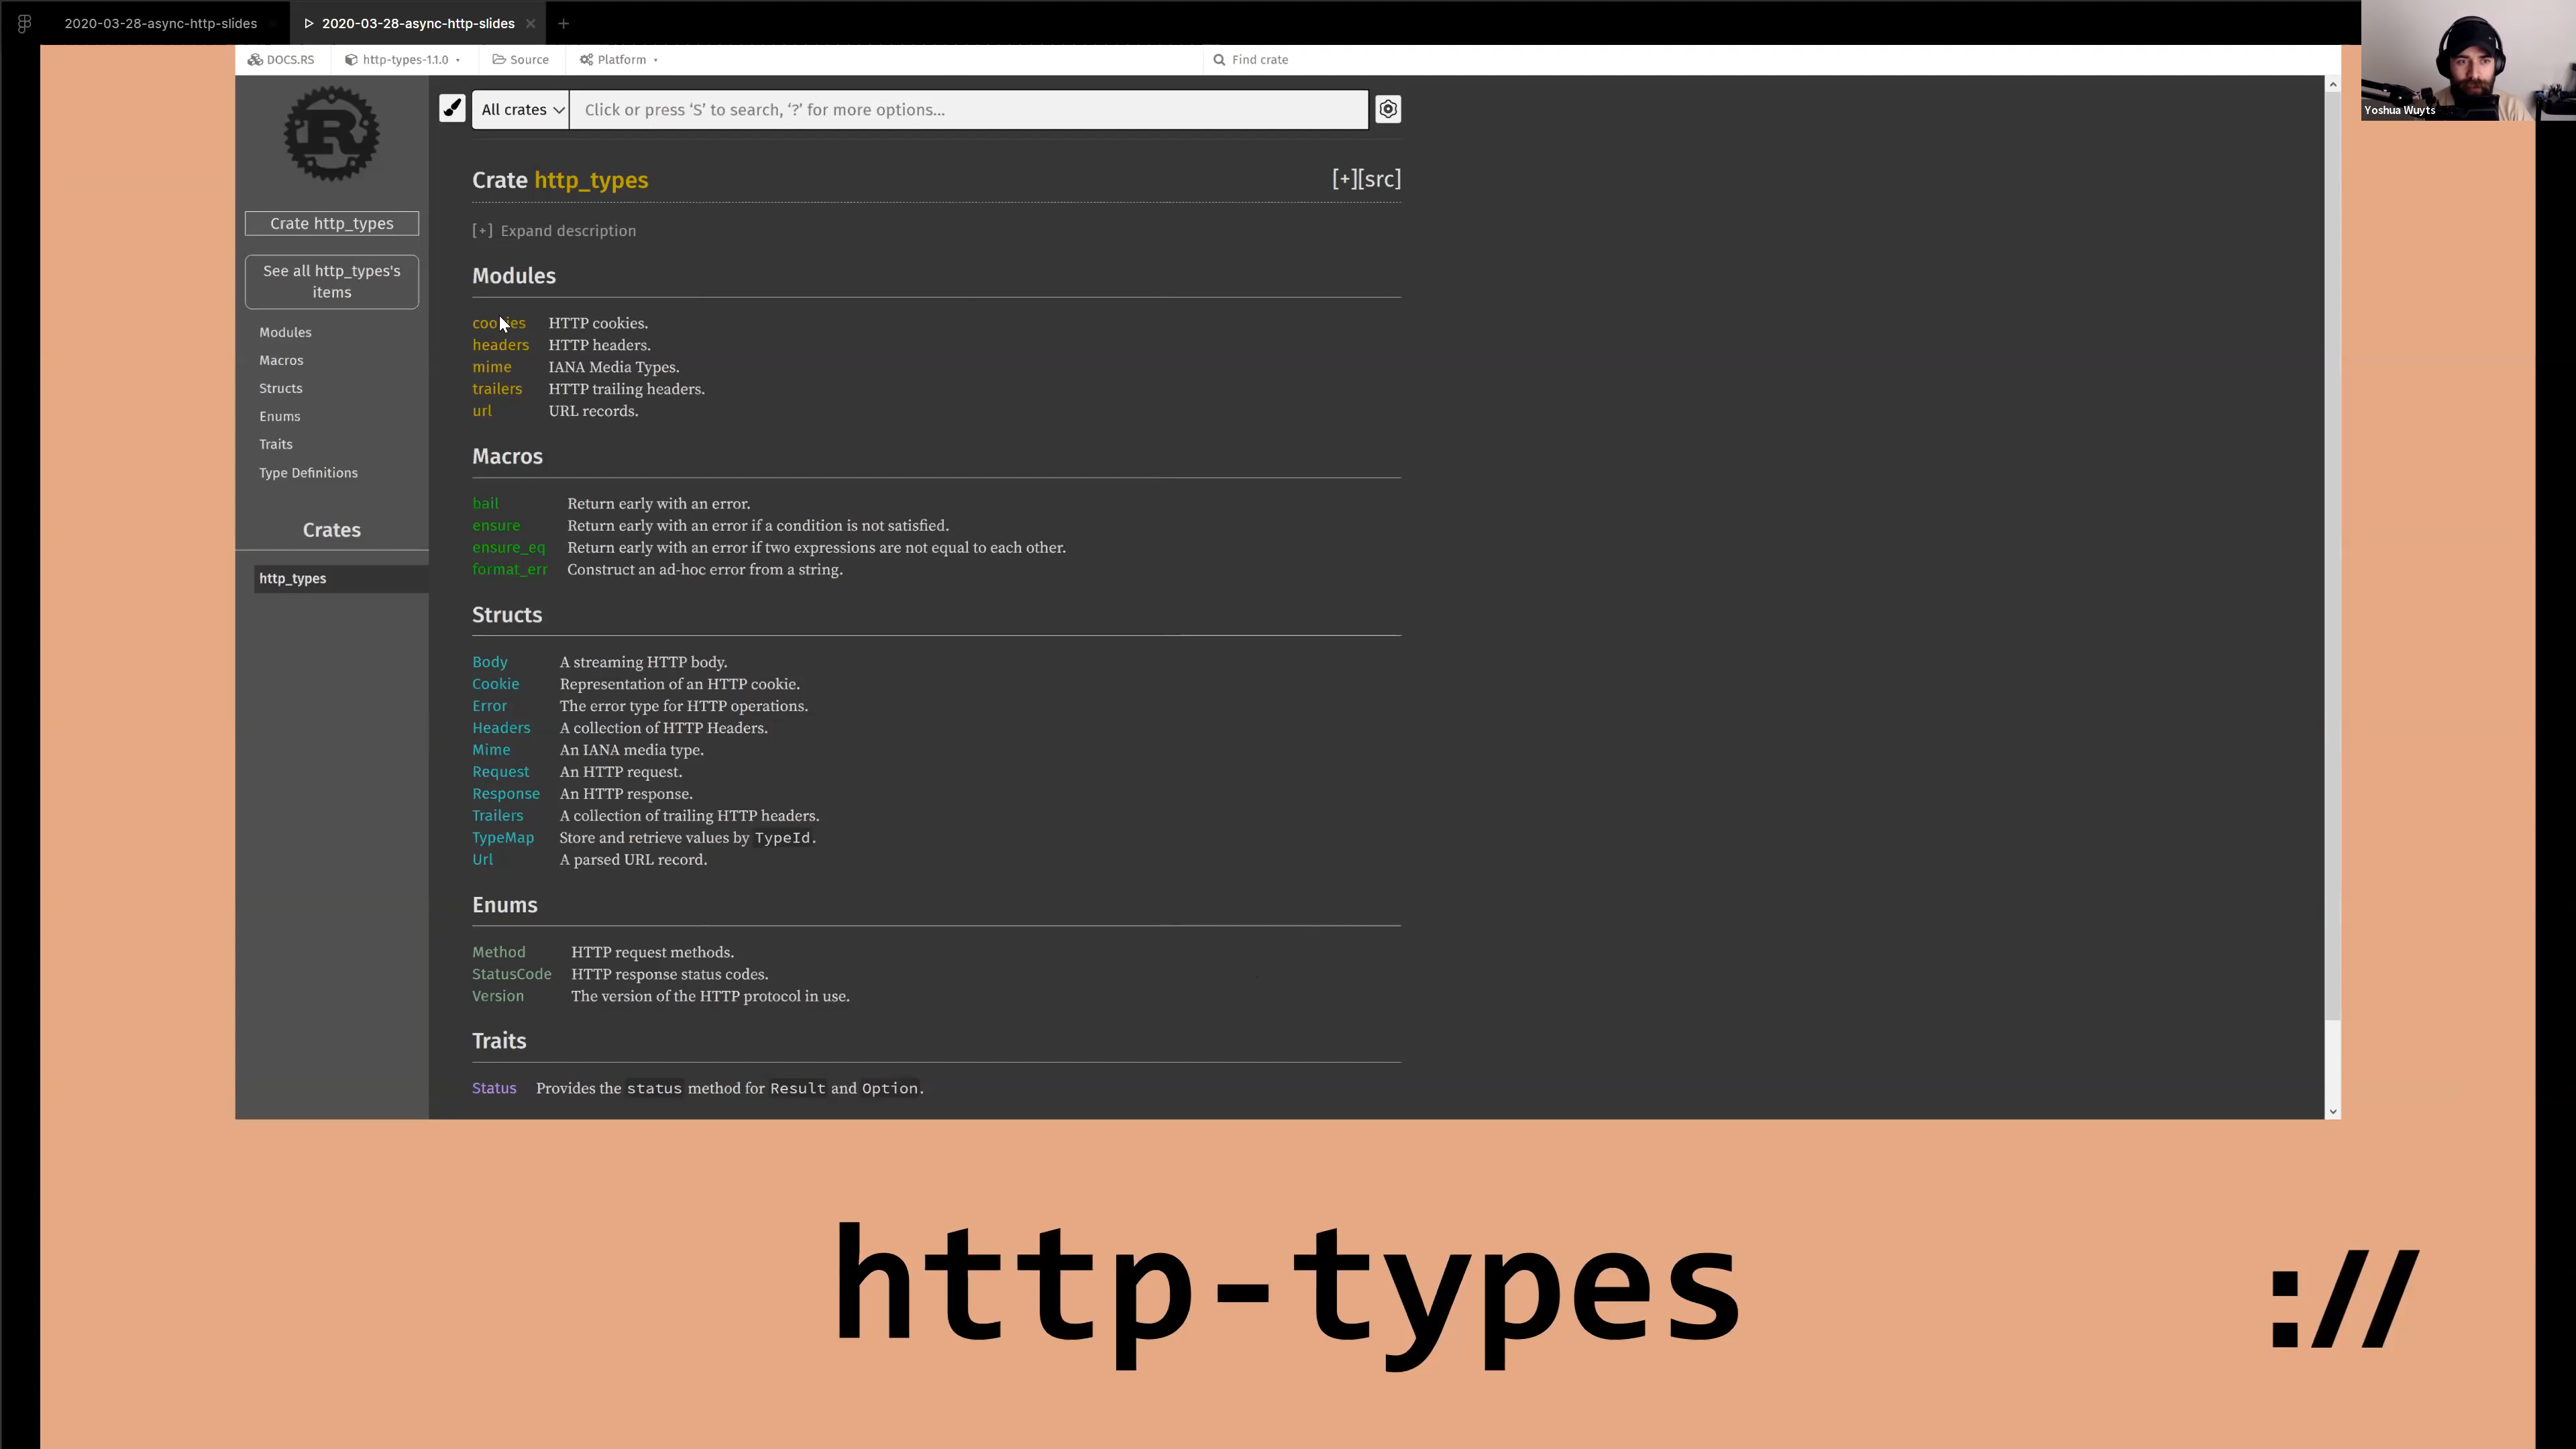 2020-03-28-async-http-slides
2020-03-28-async-http-slides
DOCS.RS
http-types-1.1.0
Source
Platform
Find crate
Yoshua Wuyts
All crates
Click or press ‘S’ to search, ‘?’ for more options...
Crate http_types
[+][src]
Crate http_types
[+] Expand description
See all http_types's
items
Modules
Macros
Structs
Enums
Traits
Type Definitions
Crates
http_types
Modules
cookies HTTP cookies.
headers HTTP headers.
mime IANA Media Types.
trailers HTTP trailing headers.
url URL records.
Macros
bail Return early with an error.
ensure Return early with an error if a condition is not satisfied.
ensure_eq Return early with an error if two expressions are not equal to each other.
format_err Construct an ad-hoc error from a string.
Structs
Body A streaming HTTP body.
Cookie Representation of an HTTP cookie.
Error The error type for HTTP operations.
Headers A collection of HTTP Headers.
Mime An IANA media type.
Request An HTTP request.
Response An HTTP response.
Trailers A collection of trailing HTTP headers.
TypeMap Store and retrieve values by TypeId.
Url A parsed URL record.
Enums
Method HTTP request methods.
StatusCode HTTP response status codes.
Version The version of the HTTP protocol in use.
Traits
Status Provides the status method for Result and Option.
http-types
://